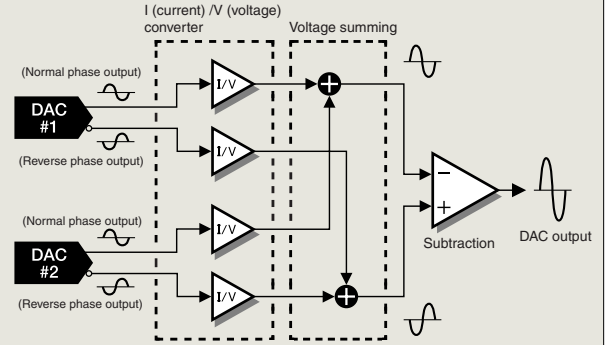 I (current) /V (voltage)
converter
Voltage summing
(Normal phase output)
I/V
DAC
#1
I/V
(Reverse phase output)
−
+
Subtraction
DAC output
(Normal phase output)
I/V
DAC
#2
I/V
(Reverse phase output)